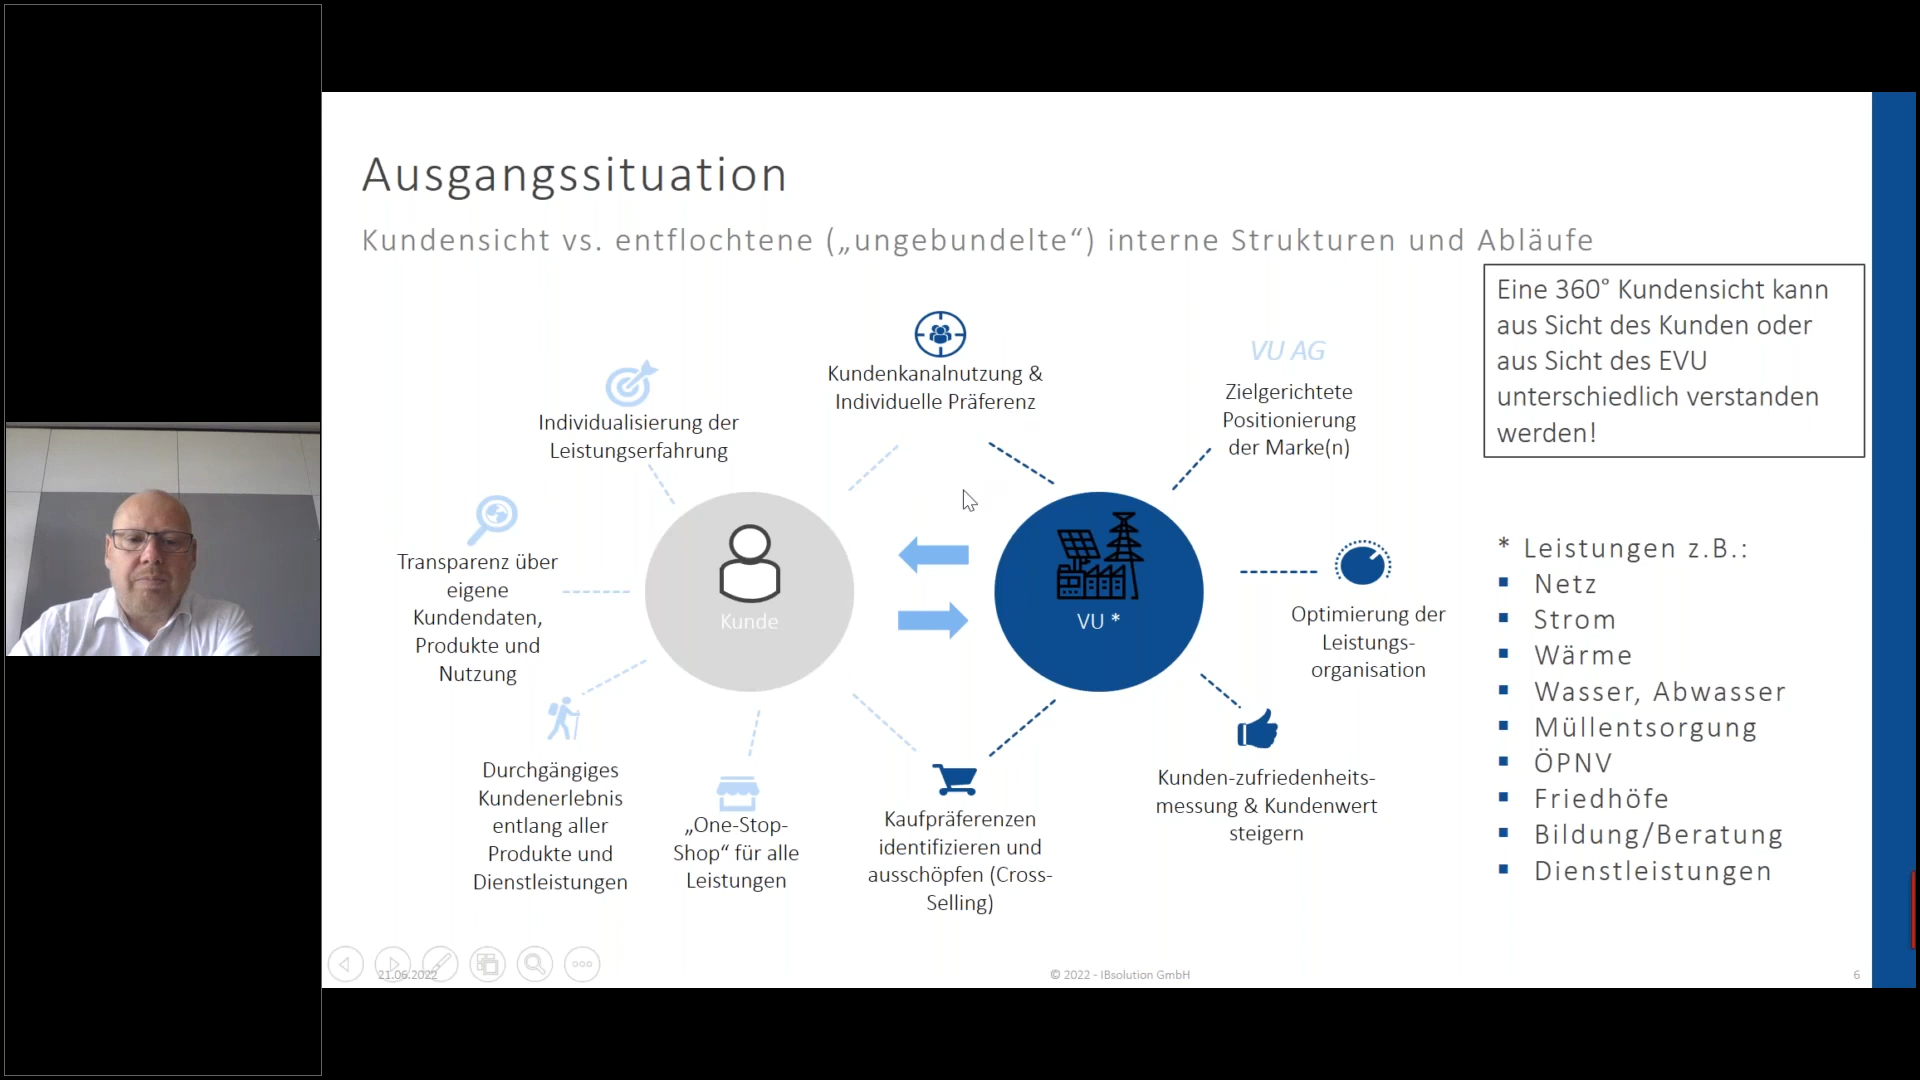 Ausgangssituation
Kundensicht vs. entflochtene („ungebundelte“) interne Strukturen und Abläufe
Eine 360° Kundensicht kann
aus Sicht des Kunden oder
aus Sicht des EVU
unterschiedlich verstanden
werden!
Kundenkanalnutzung &
Individuelle Präferenz
VU AG
Zielgerichtete
Positionierung
der Marke(n)
Individualisierung der
Leistungserfahrung
Transparenz über
eigene
Kundendaten,
Produkte und
Nutzung
Kunde
VU *
Optimierung der
Leistungs-
organisation
Durchgängiges
Kundenerlebnis
entlang aller
Produkte und
Dienstleistungen
„One-Stop-
Shop“ für alle
Leistungen
Kaufpräferenzen
identifizieren und
ausschöpfen (Cross-
Selling)
Kunden-zufriedenheits-
messung & Kundenwert
steigern
* Leistungen z.B.:
▪ Netz
▪ Strom
▪ Wärme
▪ Wasser, Abwasser
▪ Müllentsorgung
▪ ÖPNV
▪ Friedhöfe
▪ Bildung/Beratung
▪ Dienstleistungen
21.06.2022
© 2022 - IBsolution GmbH
6